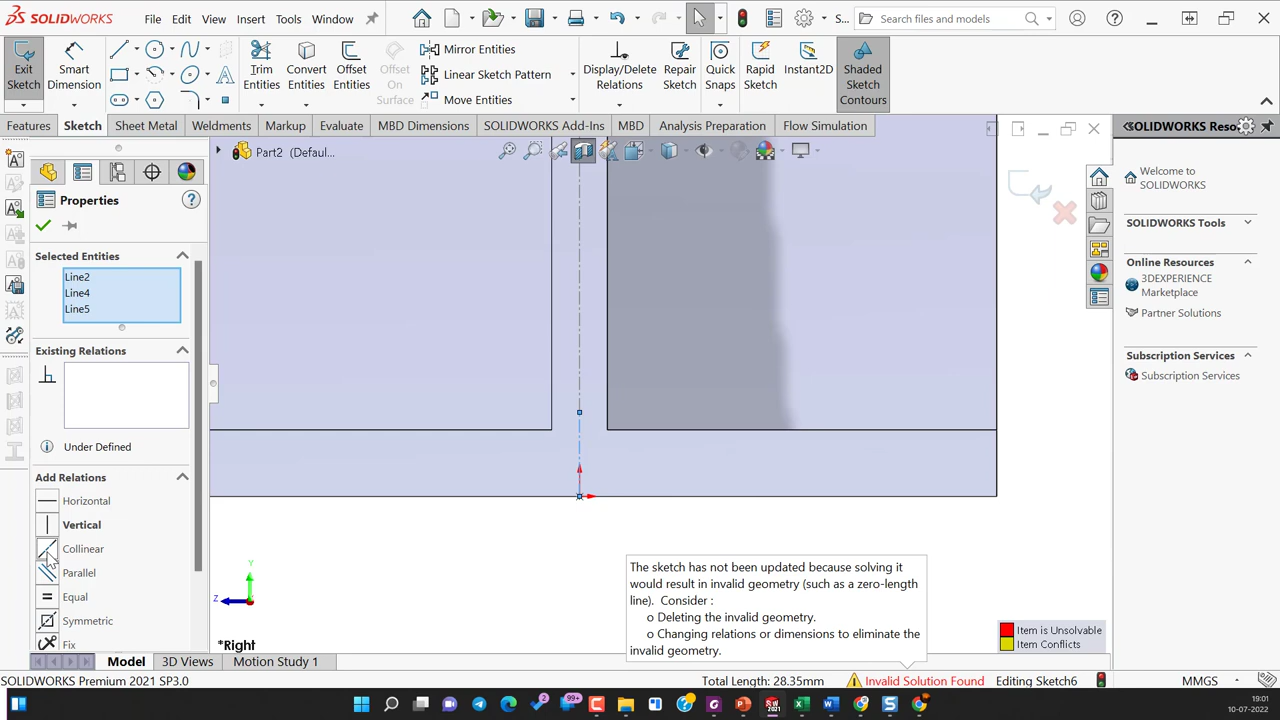 SOLIDWORKS File Edit View Insert Tools Window S... Search files and models
Exit Sketch
Smart Dimension
Trim Entities
Convert Entities
Offset Entities
Offset On Surface
Mirror Entities
Linear Sketch Pattern
Move Entities
Display/Delete Relations
Repair Sketch
Quick Snaps
Rapid Sketch
Instant2D
Shaded Sketch Contours
Features Sketch Sheet Metal Weldments Markup Evaluate MBD Dimensions SOLIDWORKS Add-Ins MBD Analysis Preparation Flow Simulation
Part2 (Defaul...
Properties
Selected Entities
Line2
Line4
Line5
Existing Relations
Under Defined
Add Relations
Horizontal
Vertical
Collinear
Parallel
Equal
Symmetric
Fix
Y
Z
*Right
The sketch has not been updated because solving it
would result in invalid geometry (such as a zero-length
line). Consider :
o Deleting the invalid geometry.
o Changing relations or dimensions to eliminate the
invalid geometry.
Item is Unsolvable
Item Conflicts
SOLIDWORKS Reso..
Welcome to
SOLIDWORKS
SOLIDWORKS Tools
Online Resources
3DEXPERIENCE
Marketplace
Partner Solutions
Subscription Services
Subscription Services
Model 3D Views Motion Study 1
SOLIDWORKS Premium 2021 SP3.0 Total Length: 28.35mm Invalid Solution Found Editing Sketch6 MMGS
2 99+ 19:01
10-07-2022